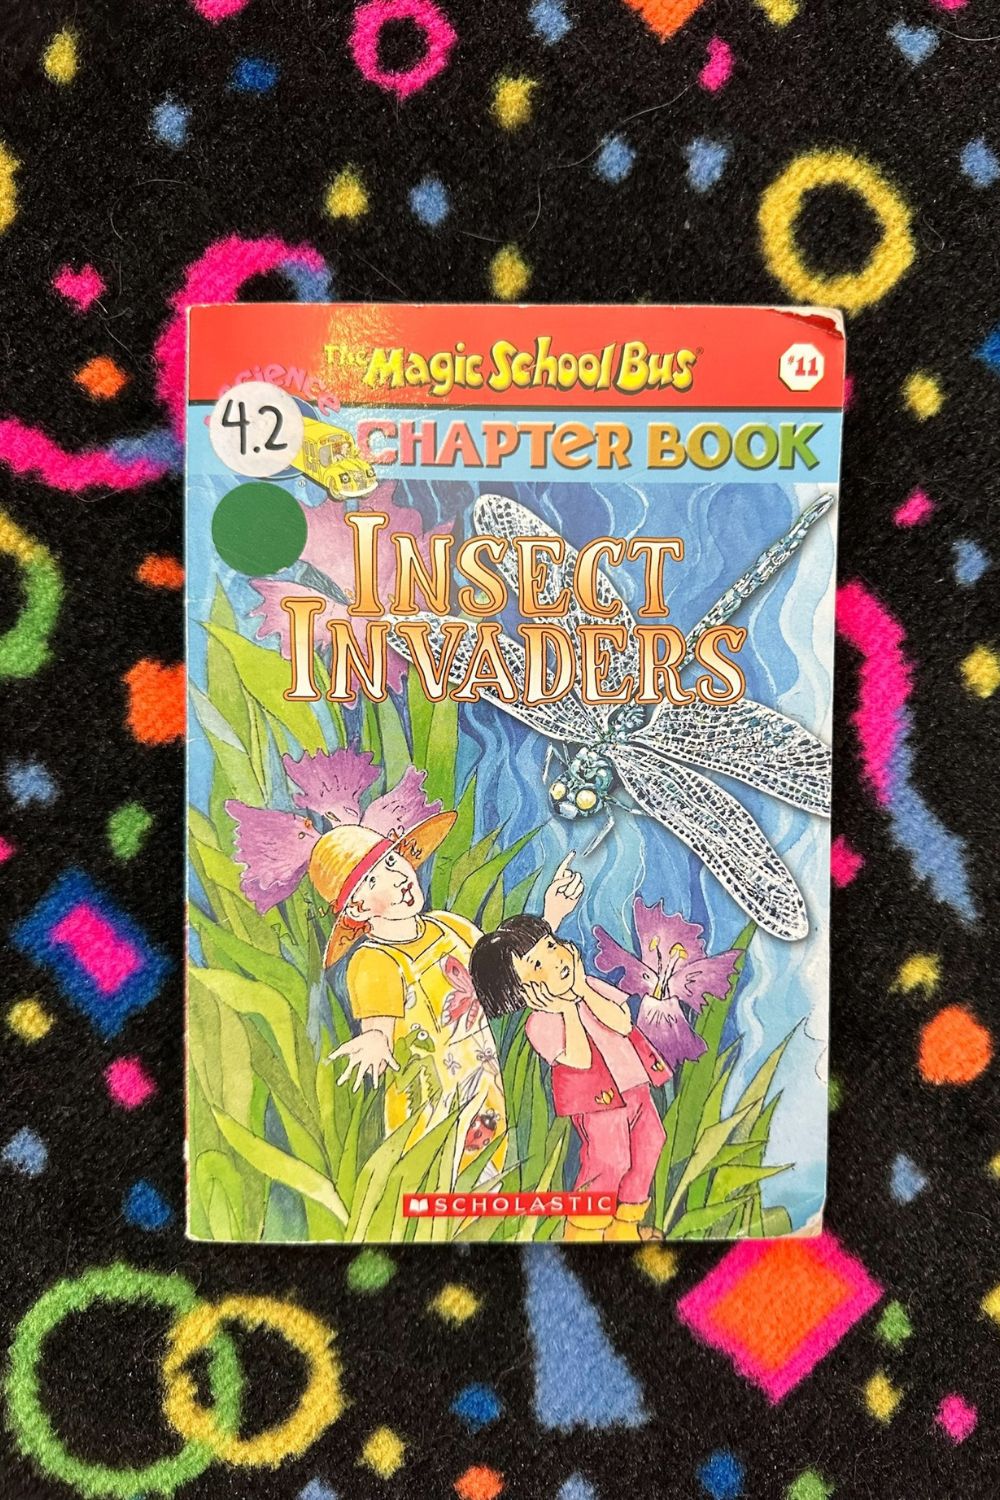 The Magic School Bus®
#11
Science
4.2
CHAPTER BOOK
INSECT
INVADERS
SCHOLASTIC